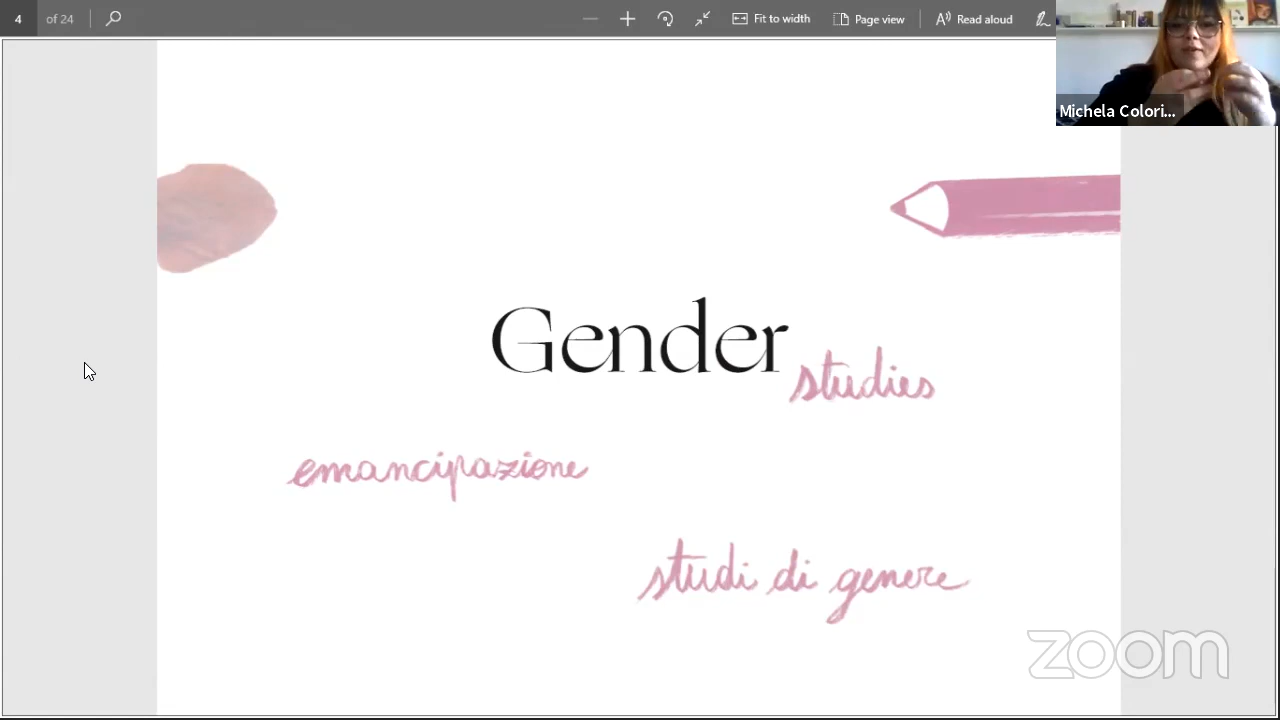 4 of 24 Fit to width Page view Read aloud
Michela Colori...
Gender
studies
emancipazione
studi di genere
zoom